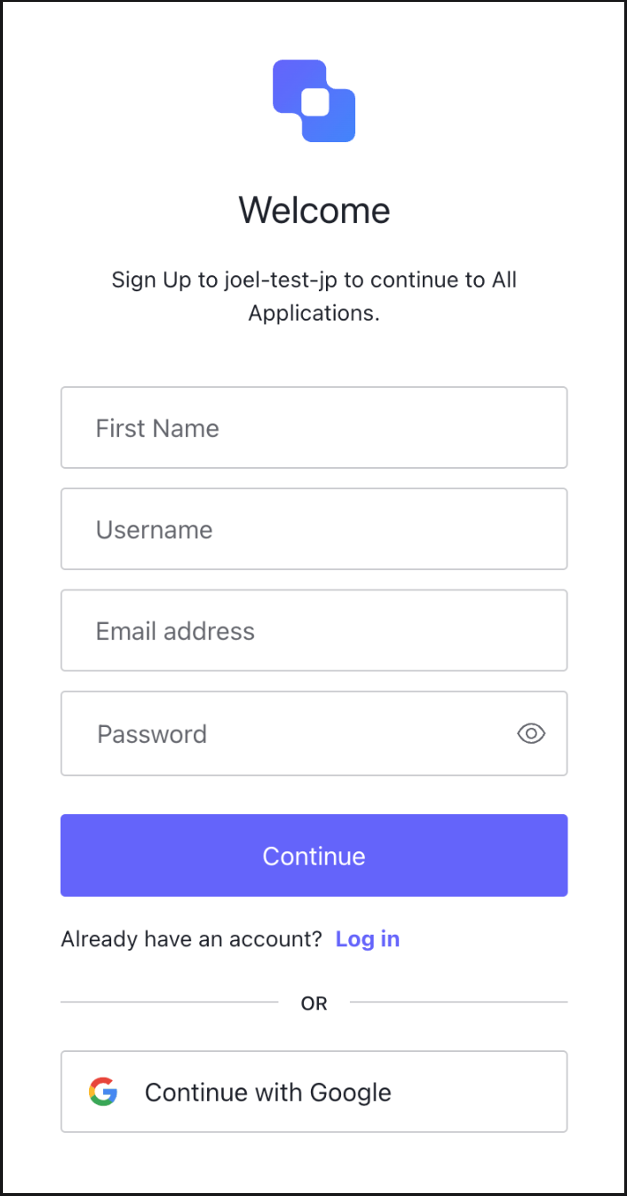 Welcome
Sign Up to joel-test-jp to continue to All
Applications.
First Name
Username
Email address
Password
Continue
Already have an account? Log in
OR
Continue with Google